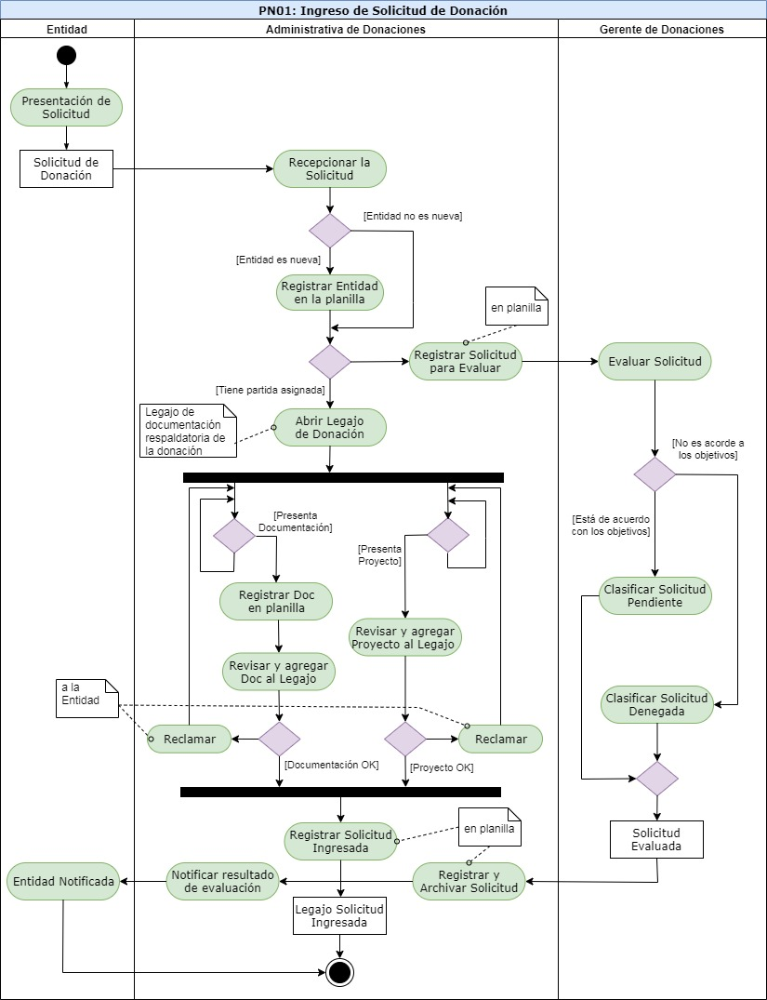 PN01: Ingreso de Solicitud de Donación
Entidad
Administrativa de Donaciones
Gerente de Donaciones
Presentación de
Solicitud
Solicitud de
Donación
Recepcionar la
Solicitud
[Entidad no es nueva]
[Entidad es nueva]
Registrar Entidad
en la planilla
en planilla
Registrar Solicitud
para Evaluar
Evaluar Solicitud
[Tiene partida asignada]
Legajo de
documentación
respaldatoria de
la donación
Abrir Legajo
de Donación
[No es acorde a
los objetivos]
[Presenta
Documentación]
[Presenta
Proyecto]
[Está de acuerdo
con los objetivos]
Registrar Doc
en planilla
Clasificar Solicitud
Pendiente
Revisar y agregar
Proyecto al Legajo
Revisar y agregar
Doc al Legajo
a la
Entidad
Clasificar Solicitud
Denegada
Reclamar
Reclamar
[Documentación OK]
[Proyecto OK]
Registrar Solicitud
Ingresada
en planilla
Solicitud
Evaluada
Entidad Notificada
Notificar resultado
de evaluación
Registrar y
Archivar Solicitud
Legajo Solicitud
Ingresada